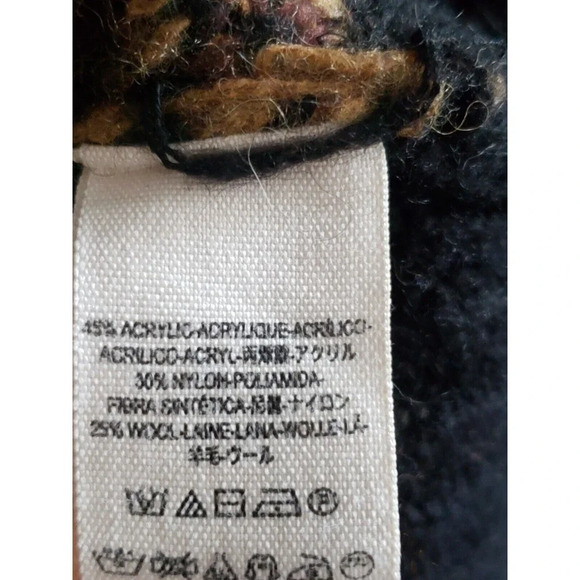 45% ACRYLIC-ACRYLIQUE-ACRÍLICO-
ACRILICO-ACRYL-丙烯酸-アクリル
30% NYLON-POLIAMIDA-
FIBRA SINTÉTICA-尼龍-ナイロン
25% WOOL-LAINE-LANA-WOLLE-LÃ-
羊毛-ウール